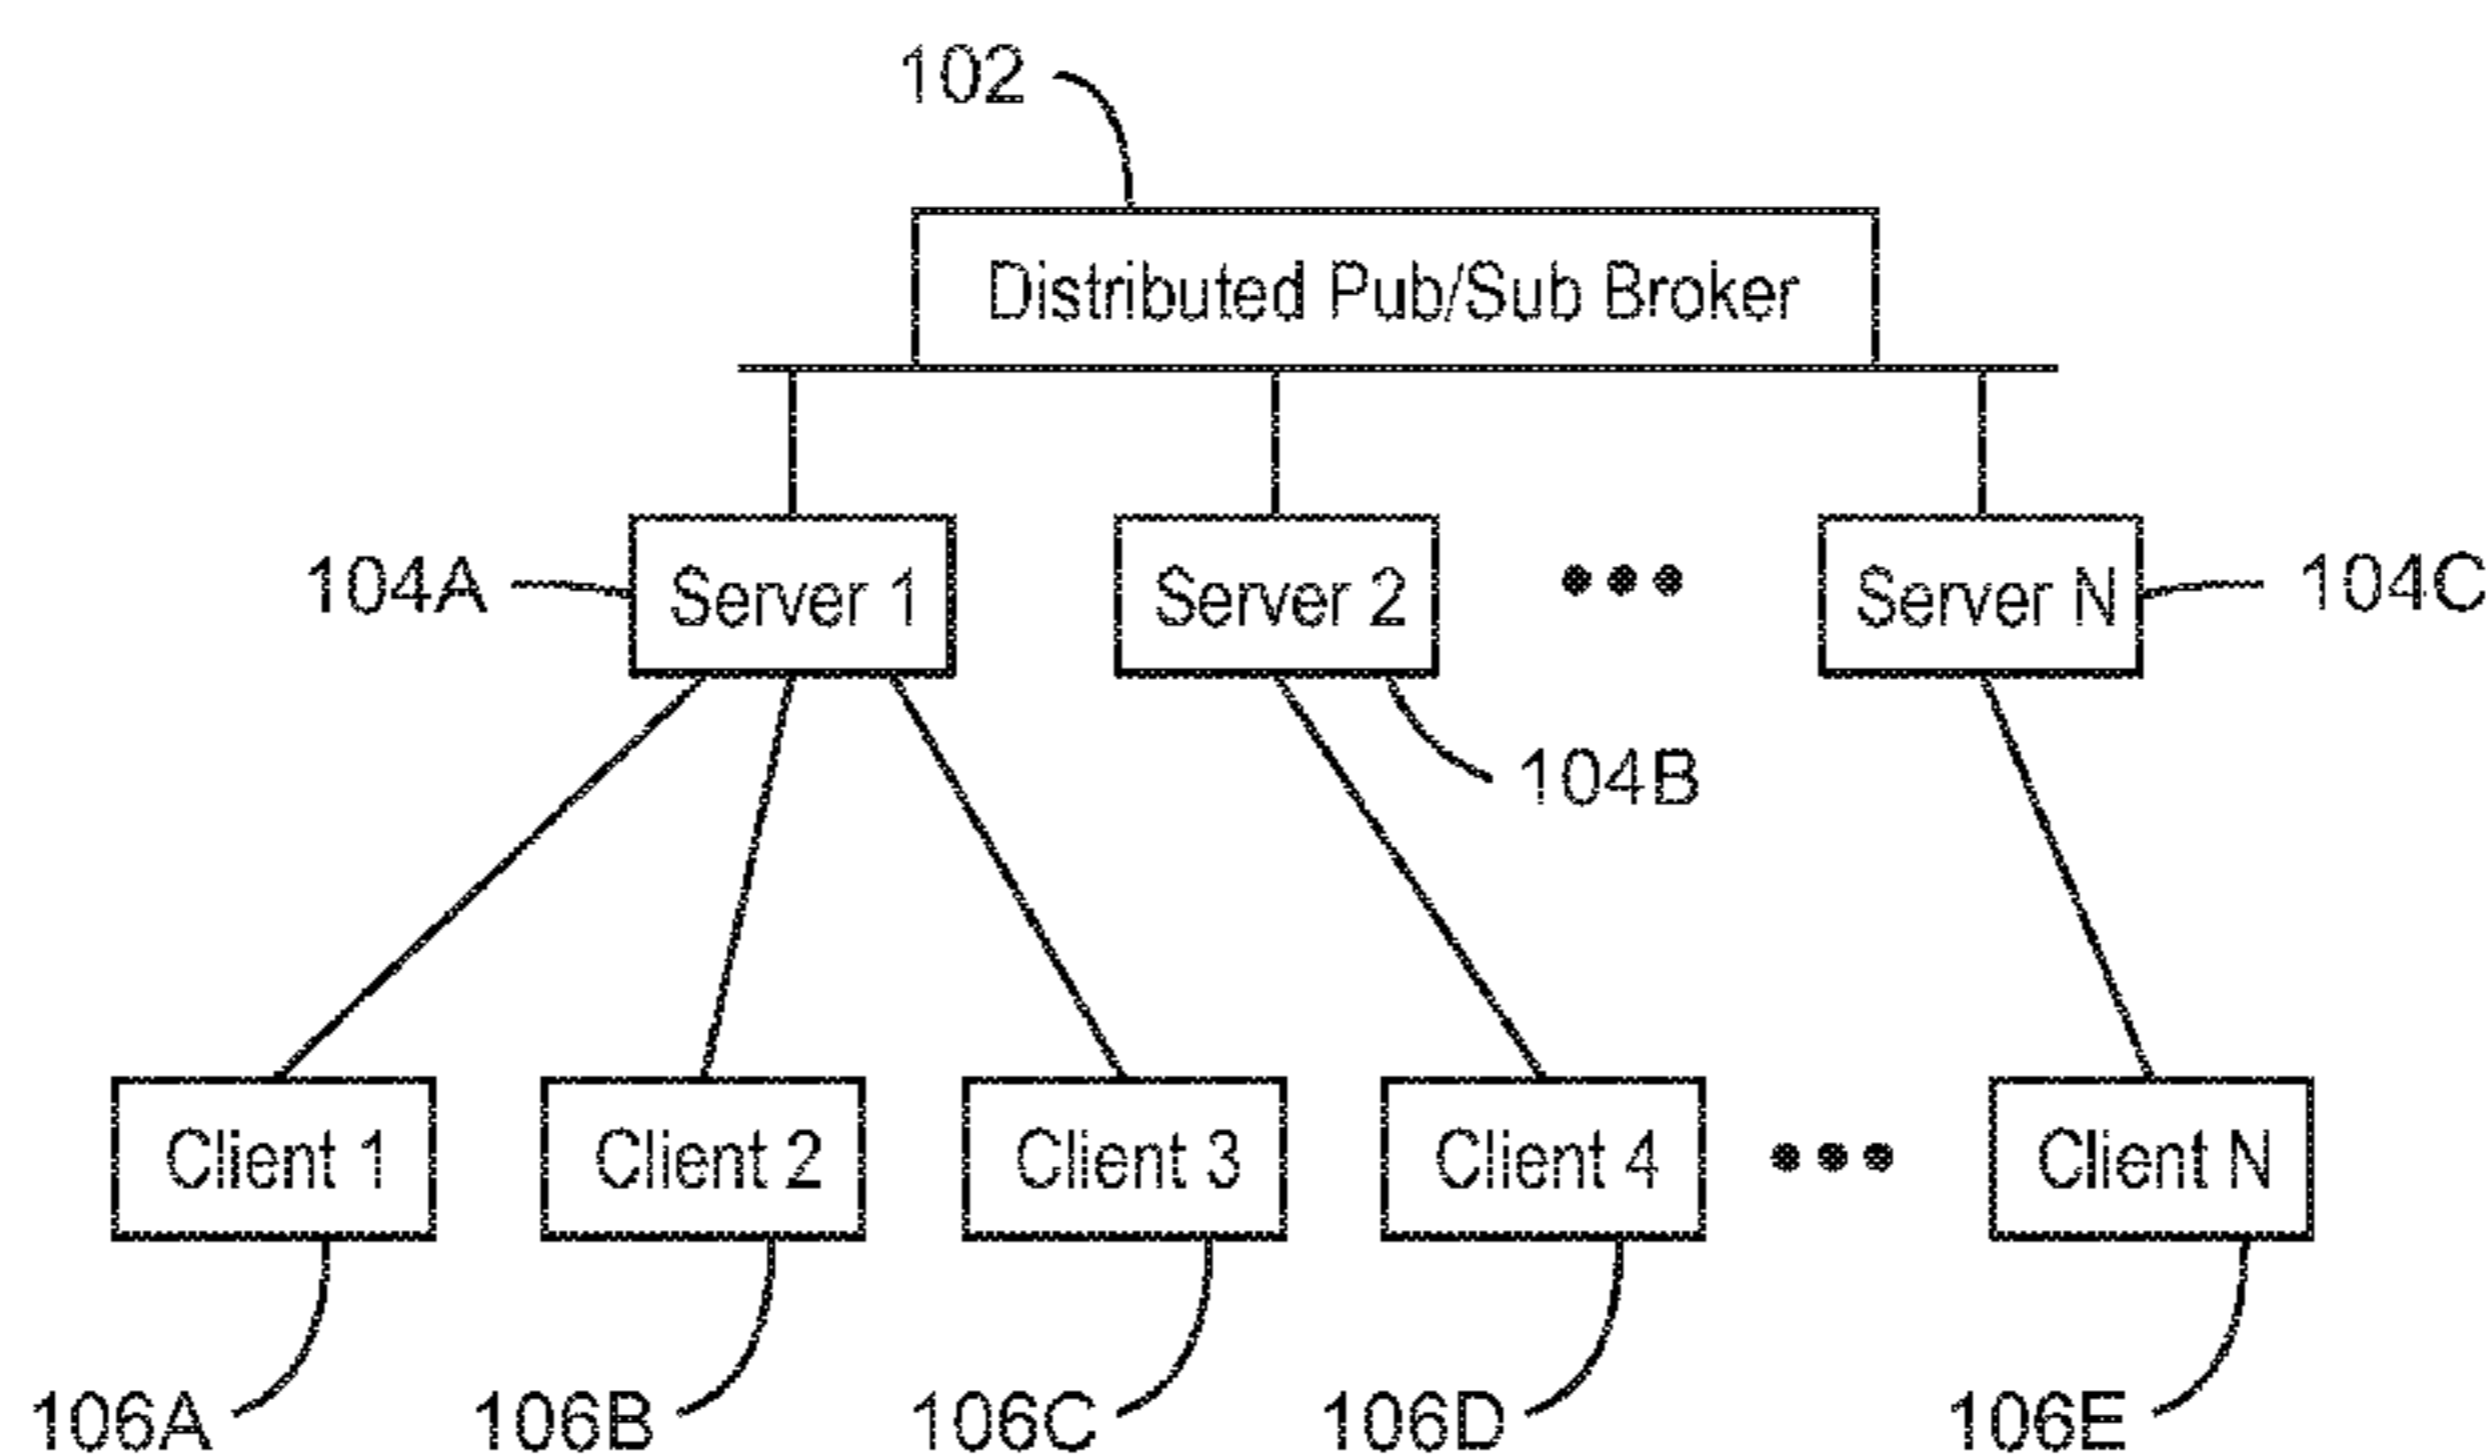 102
Distributed Pub/Sub Broker
104A
Server 1
Server 2
Server N
104C
104B
Client 1
Client 2
Client 3
Client 4
Client N
106A
106B
106C
106D
106E